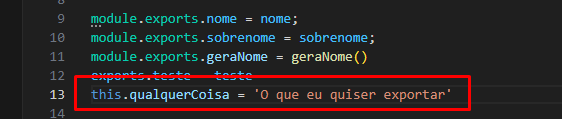 8
9 module.exports.nome = nome;
10 module.exports.sobrenome = sobrenome;
11 module.exports.geraNome = geraNome()
12 exports.teste = teste
13 this.qualquerCoisa = 'O que eu quiser exportar'